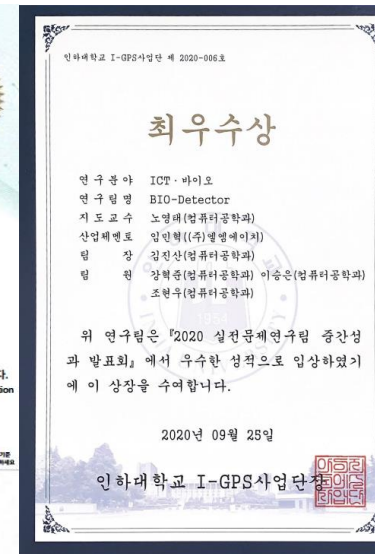 인하대학교 I-GPS사업단 제 2020-006호
최우수상
연구분야 ICT · 바이오
연구팀명 BIO-Detector
지도교수 노영태(컴퓨터공학과)
산업체멘토 임민혁((주)엘엠에이치)
팀 장 김진산(컴퓨터공학과)
팀 원 장혁준(컴퓨터공학과) 이승은(컴퓨터공학과)
조현우(컴퓨터공학과)
1954
위 연구팀은 『2020 실전문제연구팀 중간성
과 발표회』 에서 우수한 성적으로 입상하였기
에 이 상장을 수여합니다.
2020년 09월 25일
인하대학교 I-GPS사업단장